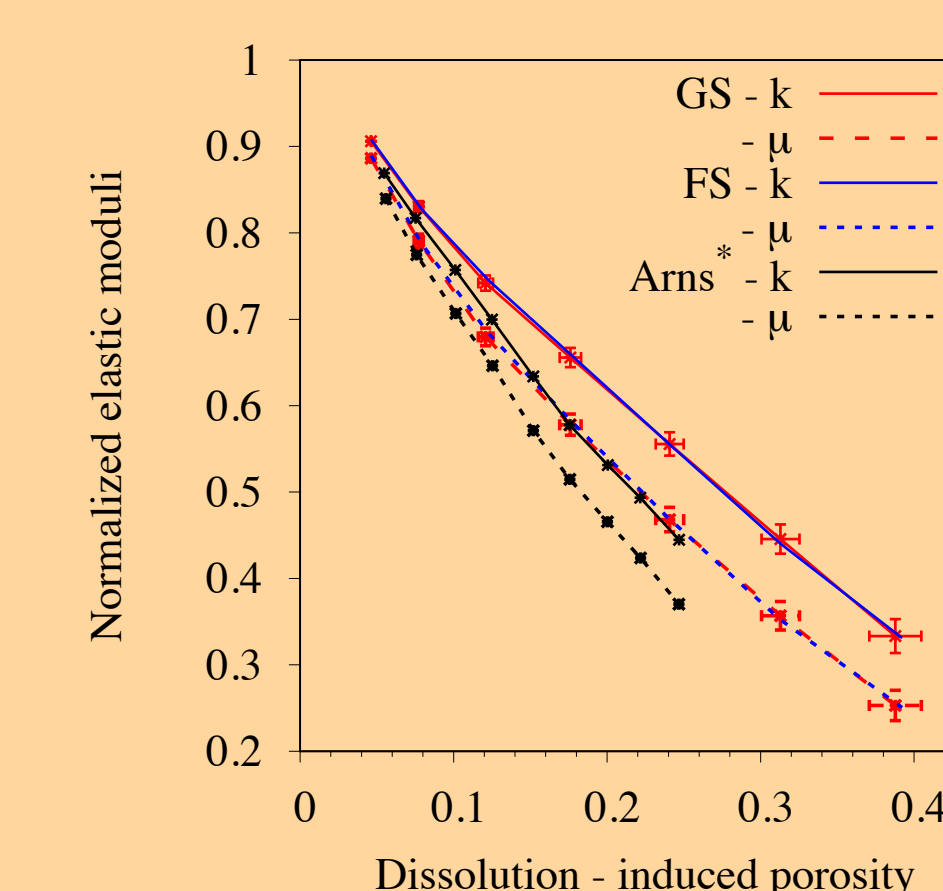 1
GS - k
- μ
0.9
FS - k
0.8
- μ
Arns* - k
0.7
- μ
0.6
0.5
0.4
0.3
0.2
Normalized elastic moduli
0 0.1 0.2 0.3 0.4
Dissolution - induced porosity